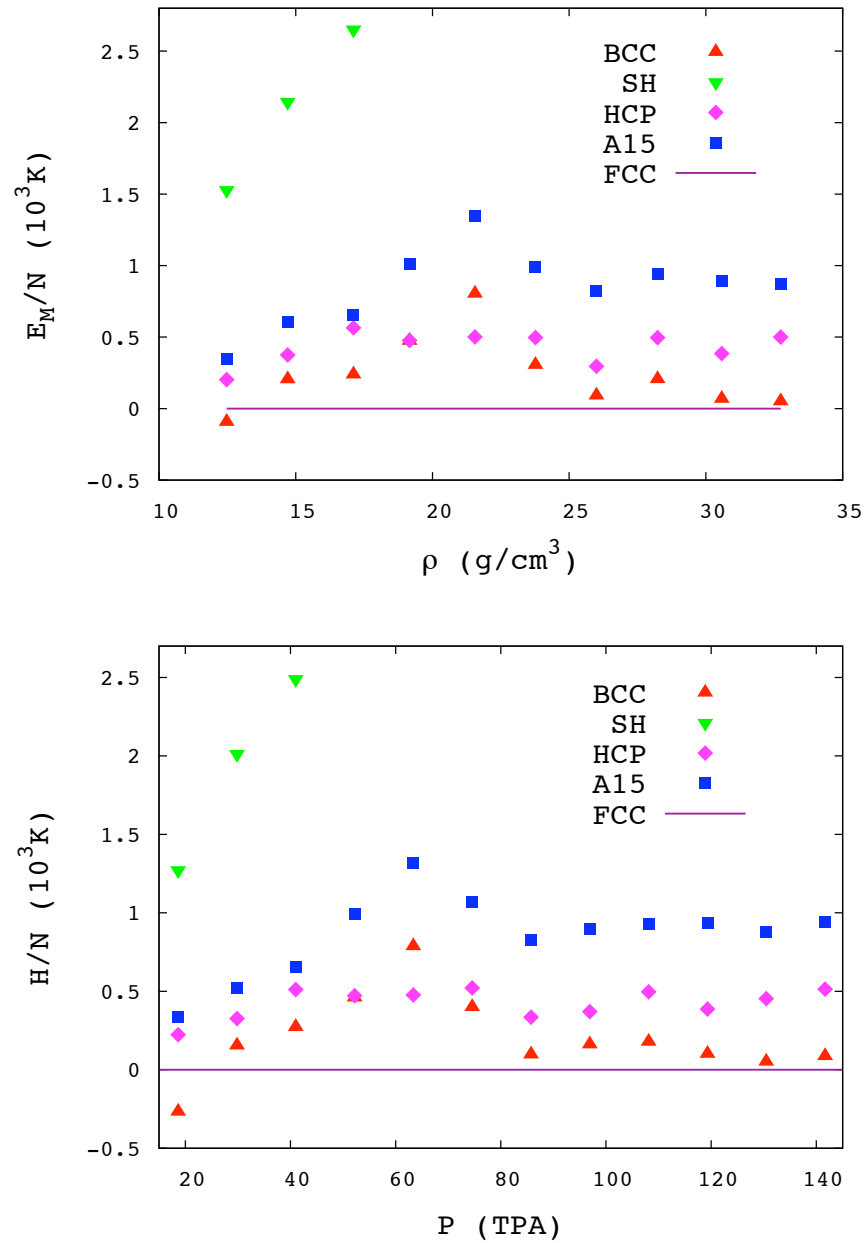 2.5
2
1.5
1
0.5
0
-0.5
E_M/N (10^3K)
BCC
SH
HCP
A15
FCC
10 15 20 25 30 35
ρ (g/cm^3)
2.5
2
1.5
1
0.5
0
-0.5
H/N (10^3K)
BCC
SH
HCP
A15
FCC
20 40 60 80 100 120 140
P (TPA)